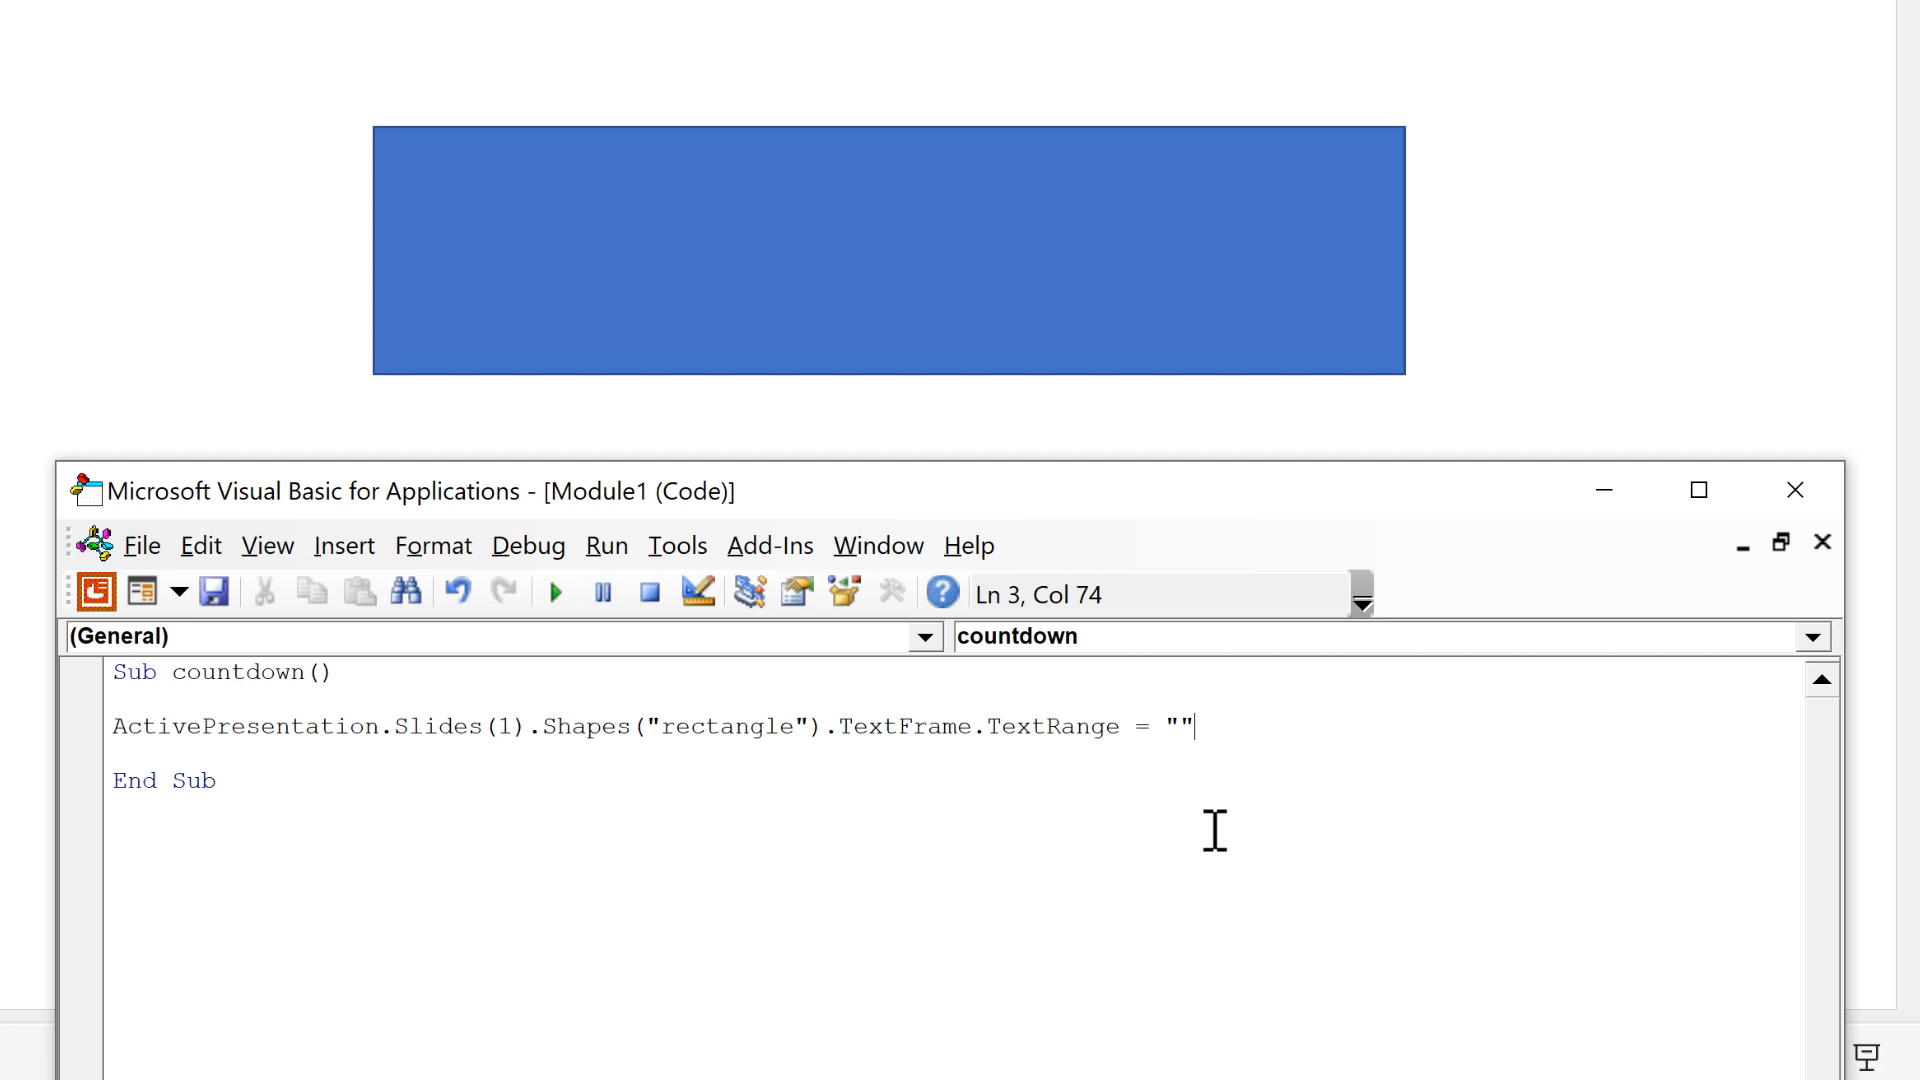 Microsoft Visual Basic for Applications - [Module1 (Code)]
File Edit View Insert Format Debug Run Tools Add-Ins Window Help
Ln 3, Col 74
(General) countdown
Sub countdown()
ActivePresentation.Slides(1).Shapes("rectangle").TextFrame.TextRange = ""
End Sub